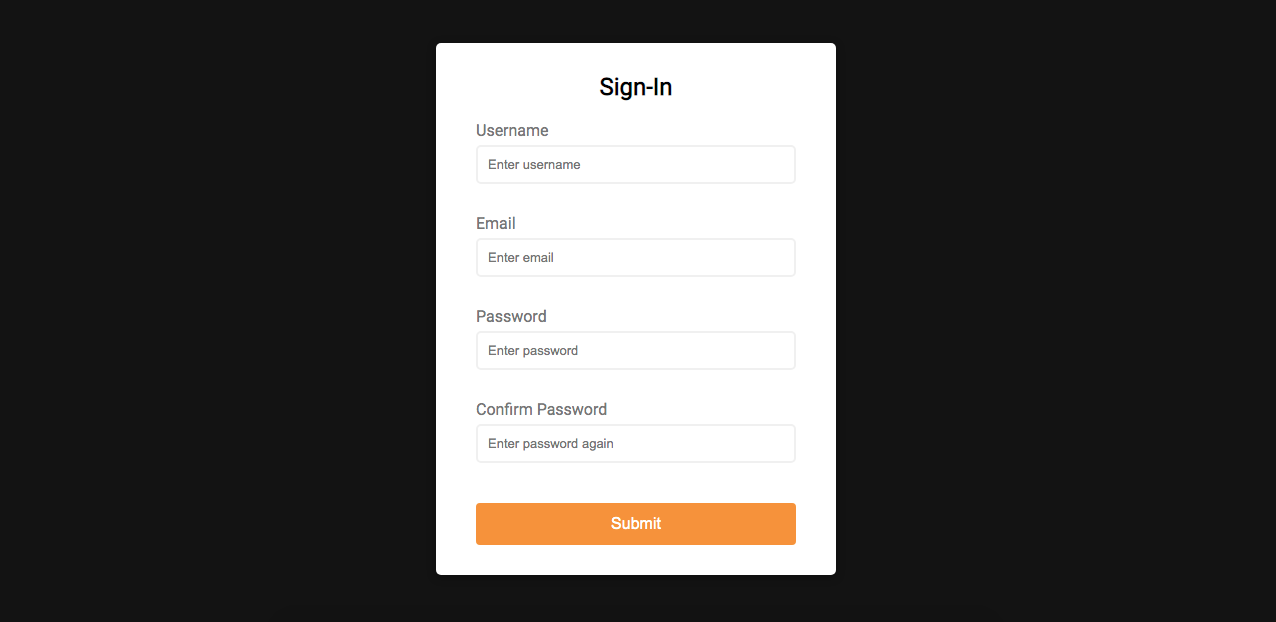 Sign-In
Username
Enter username
Email
Enter email
Password
Enter password
Confirm Password
Enter password again
Submit